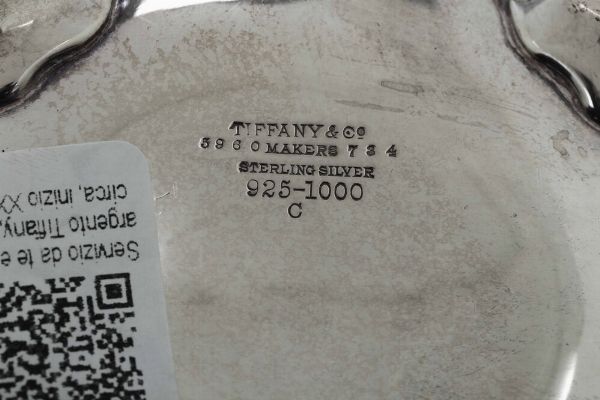 TIFFANY & Co
5960 MAKERS 734
STERLING SILVER
925-1000
C
Servizio da te e
argento Tiffany,
circa, inizio XX